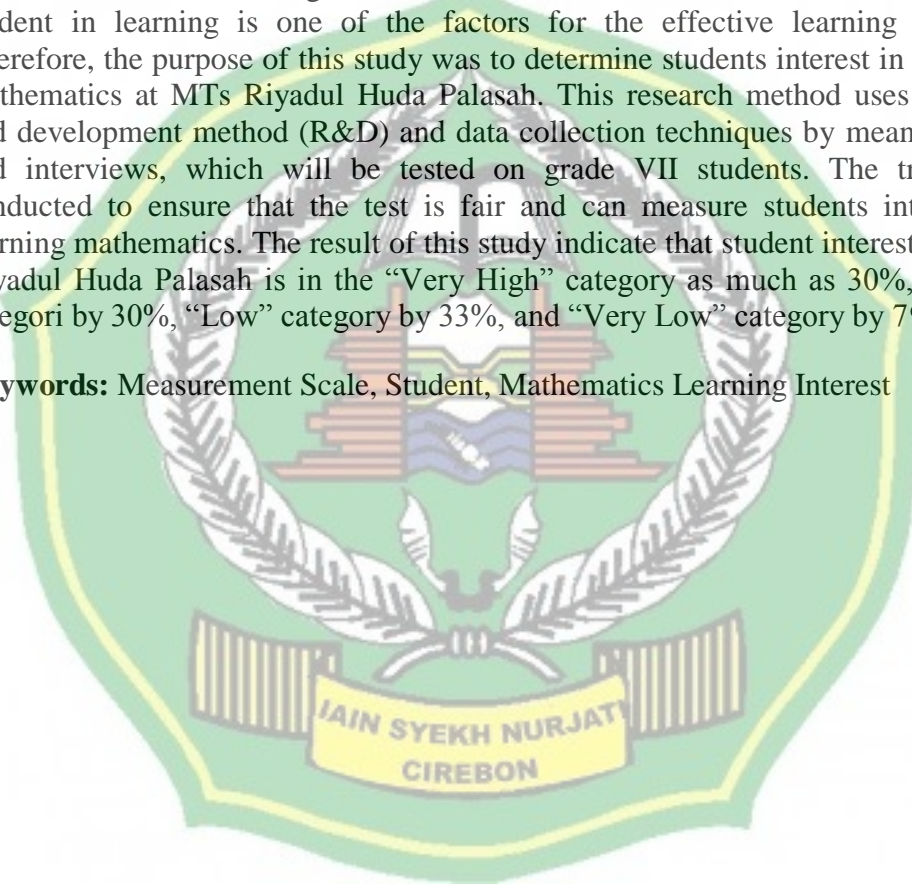 dent in learning is one of the factors for the effective learning
erefore, the purpose of this study was to determine students interest in
thematics at MTs Riyadul Huda Palasah. This research method uses
d development method (R&D) and data collection techniques by mean
d interviews, which will be tested on grade VII students. The tr
nducted to ensure that the test is fair and can measure students int
rning mathematics. The result of this study indicate that student interest
yadul Huda Palasah is in the “Very High” category as much as 30%,
egori by 30%, “Low” category by 33%, and “Very Low” category by 7
ywords: Measurement Scale, Student, Mathematics Learning Interest
IAIN SYEKH NURJATI
CIREBON